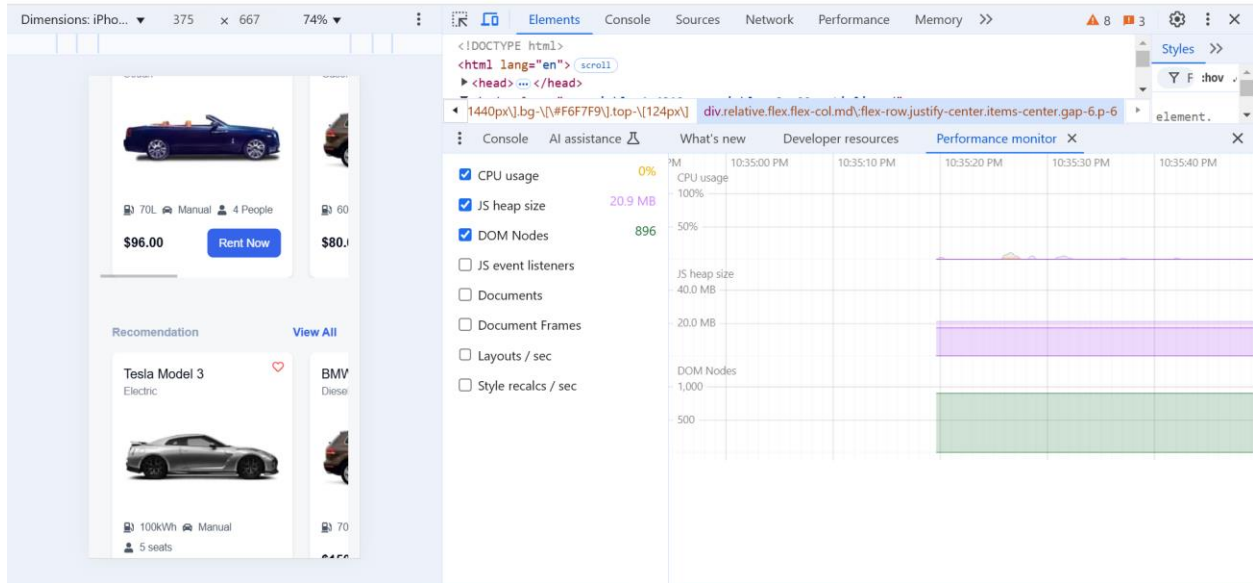 Dimensions: iPho... ▼ 375 × 667 74% ▼
Elements Console Sources Network Performance Memory >> 8 3
<!DOCTYPE html>
<html lang="en"> scroll
▶ <head> ... </head>
1440px\].bg-\[\#F6F7F9\].top-\[124px\] div.relative.flex.flex-col.md\:flex-row.justify-center.items-center.gap-6.p-6
Styles >>
F :hov
element.
Console AI assistance What's new Developer resources Performance monitor ×
CPU usage 0%
JS heap size 20.9 MB
DOM Nodes 896
JS event listeners
Documents
Document Frames
Layouts / sec
Style recalcs / sec
10:35:00 PM 10:35:10 PM 10:35:20 PM 10:35:30 PM 10:35:40 PM
CPU usage
100%
50%
JS heap size
40.0 MB
20.0 MB
DOM Nodes
1,000
500
70L Manual 4 People
60
$96.00 Rent Now
$80.
Recomendation View All
Tesla Model 3
Electric
BMW
Diese
100kWh Manual
5 seats
70